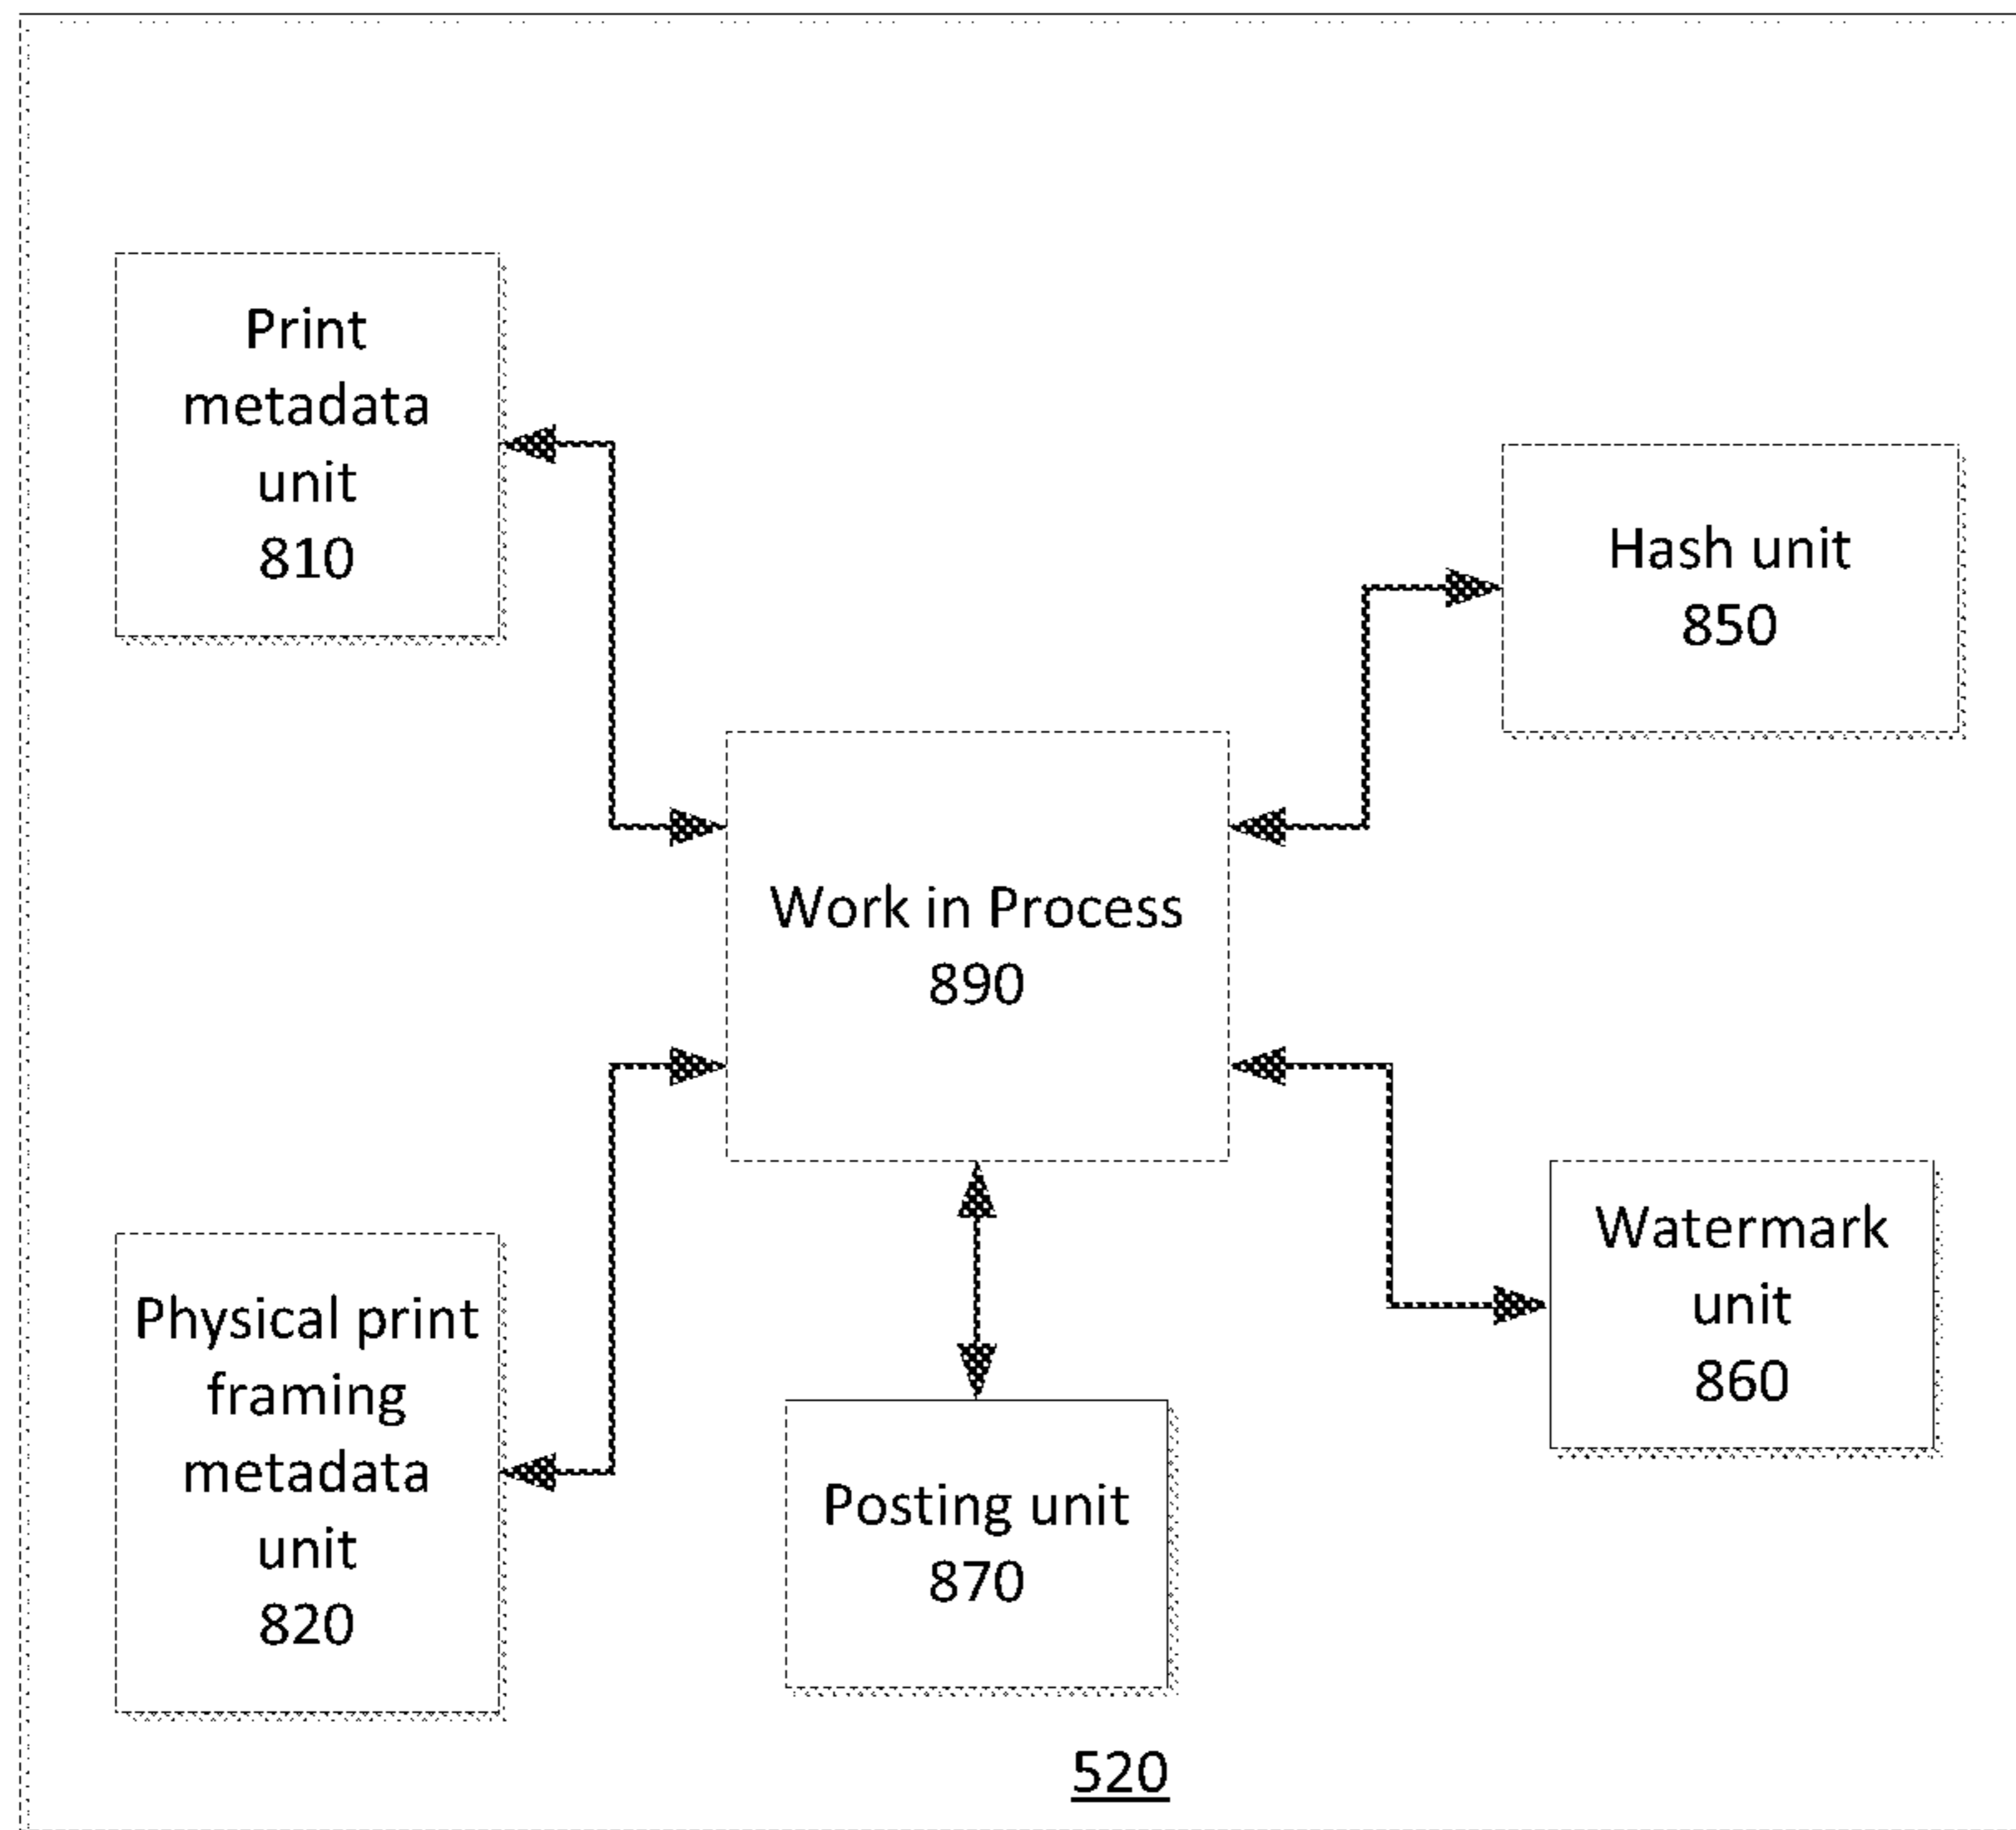 Print
metadata
unit
810
Hash unit
850
Work in Process
890
Physical print
framing
metadata
unit
820
Posting unit
870
Watermark
unit
860
520